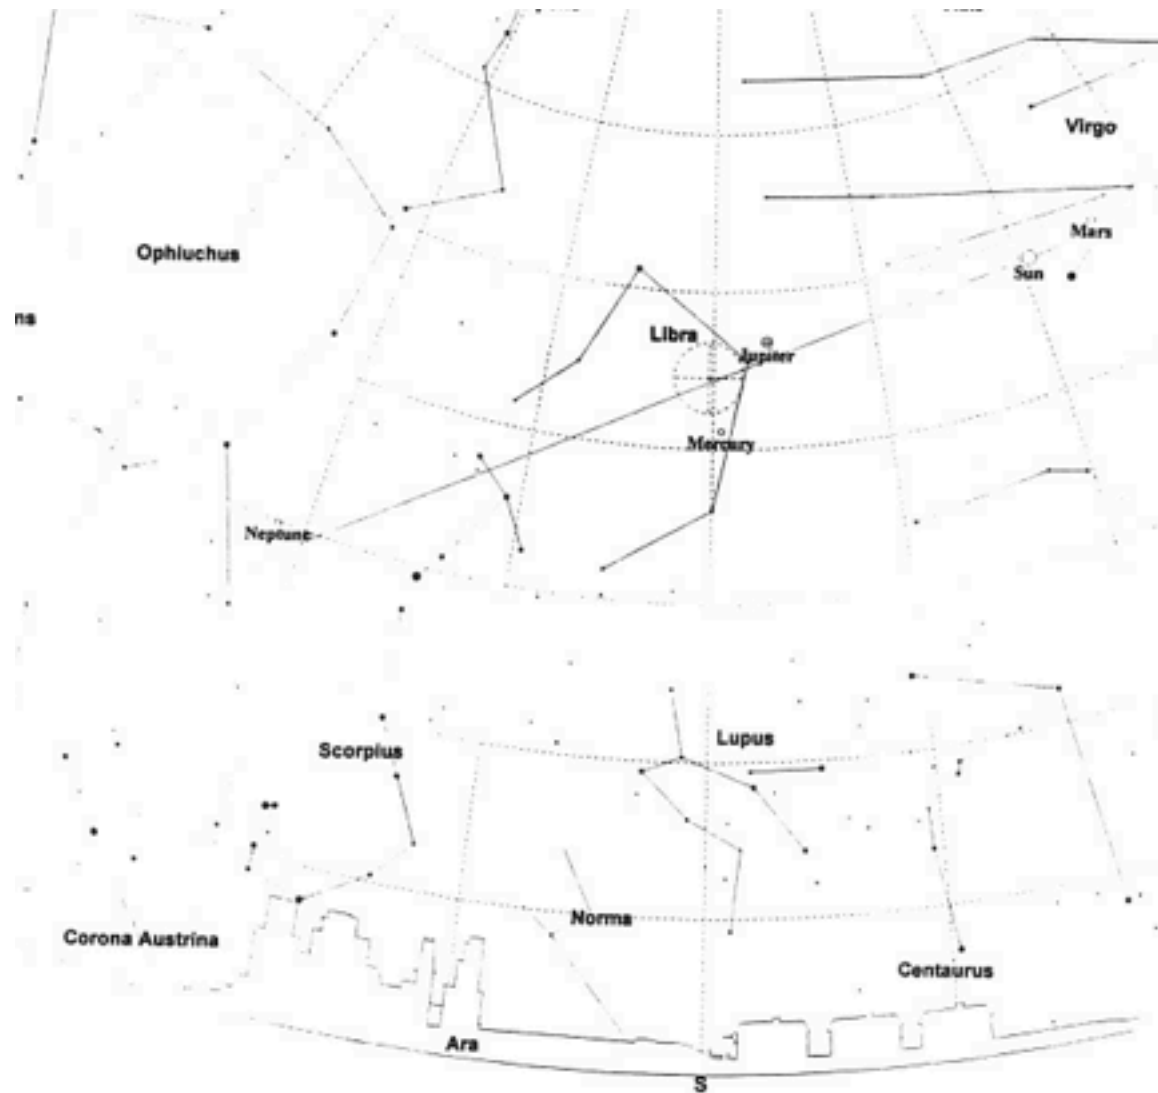 Virgo
Mars
Ophiuchus
Sun
ns
Libra
Jupiter
Mercury
Neptune
Scorpius
Lupus
Norma
Corona Austrina
Centaurus
Ara
S